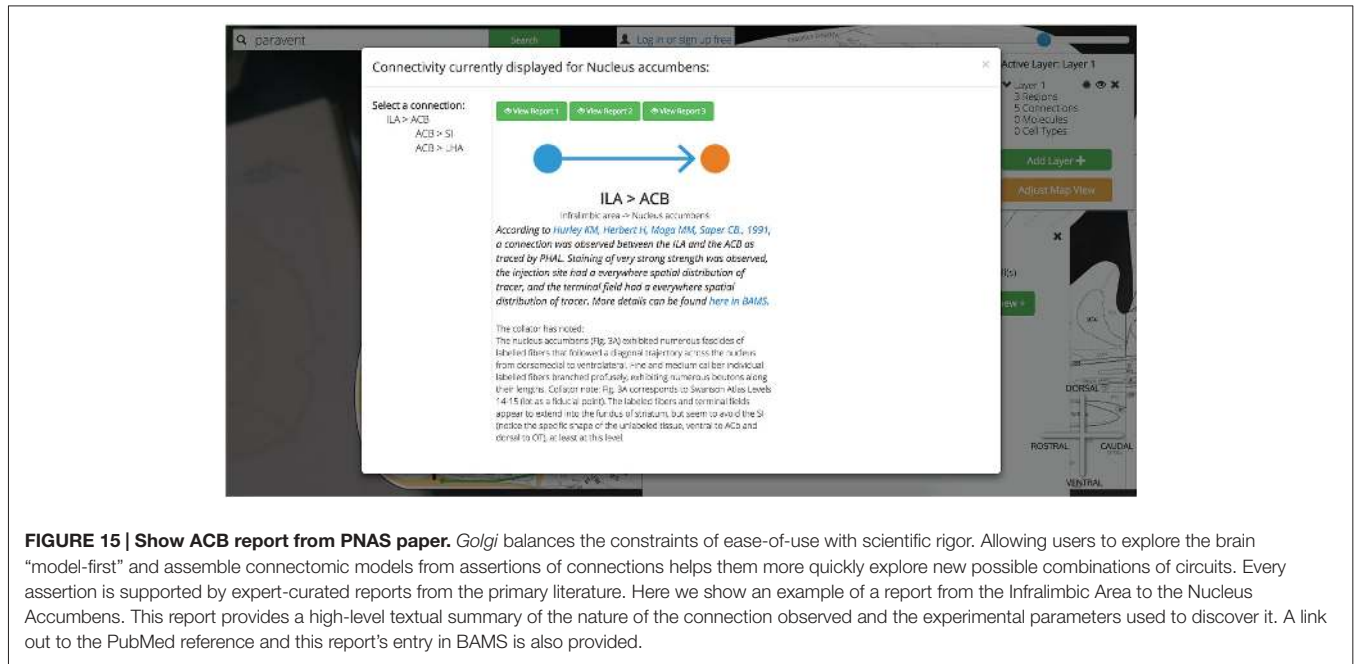 paravent
Search
Log in or sign up free
Connectivity currently displayed for Nucleus accumbens:
×
Active Layer: Layer 1
Layer 1
3 Regions
5 Connections
0 Molecules
0 Cell Types
Add Layer +
Adjust Map View
Select a connection:
ILA > ACB
ACB > SI
ACB > LHA
View Report 1
View Report 2
View Report 3
ILA > ACB
Infralimbic area -> Nucleus accumbens
According to Hurley KM, Herbert H, Moga MM, Saper CB., 1991,
a connection was observed between the ILA and the ACB as
traced by PHAL. Staining of very strong strength was observed,
the injection site had a everywhere spatial distribution of
tracer, and the terminal field had a everywhere spatial
distribution of tracer. More details can be found here in BAMS.
The collator has noted:
The nucleus accumbens (Fig. 3A) exhibited numerous fascicles of
labelled fibers that followed a diagonal trajectory across the nucleus
from dorsomedial to ventrolateral. Fine and medium caliber individual
labelled fibers branched profusely, exhibiting numerous boutons along
their lengths. Collator note: Fig. 3A corresponds to Swanson Atlas Levels
14-15 (lot as a fiducial point). The labeled fibers and terminal fields
appear to extend into the fundus of striatum, but seem to avoid the SI
(notice the specific shape of the unlabeled tissue, ventral to ACB and
dorsal to OT), at least at this level
DORSAL
ROSTRAL
CAUDAL
VENTRAL
FIGURE 15 | Show ACB report from PNAS paper. Golgi balances the constraints of ease-of-use with scientific rigor. Allowing users to explore the brain
“model-first” and assemble connectomic models from assertions of connections helps them more quickly explore new possible combinations of circuits. Every
assertion is supported by expert-curated reports from the primary literature. Here we show an example of a report from the Infralimbic Area to the Nucleus
Accumbens. This report provides a high-level textual summary of the nature of the connection observed and the experimental parameters used to discover it. A link
out to the PubMed reference and this report’s entry in BAMS is also provided.